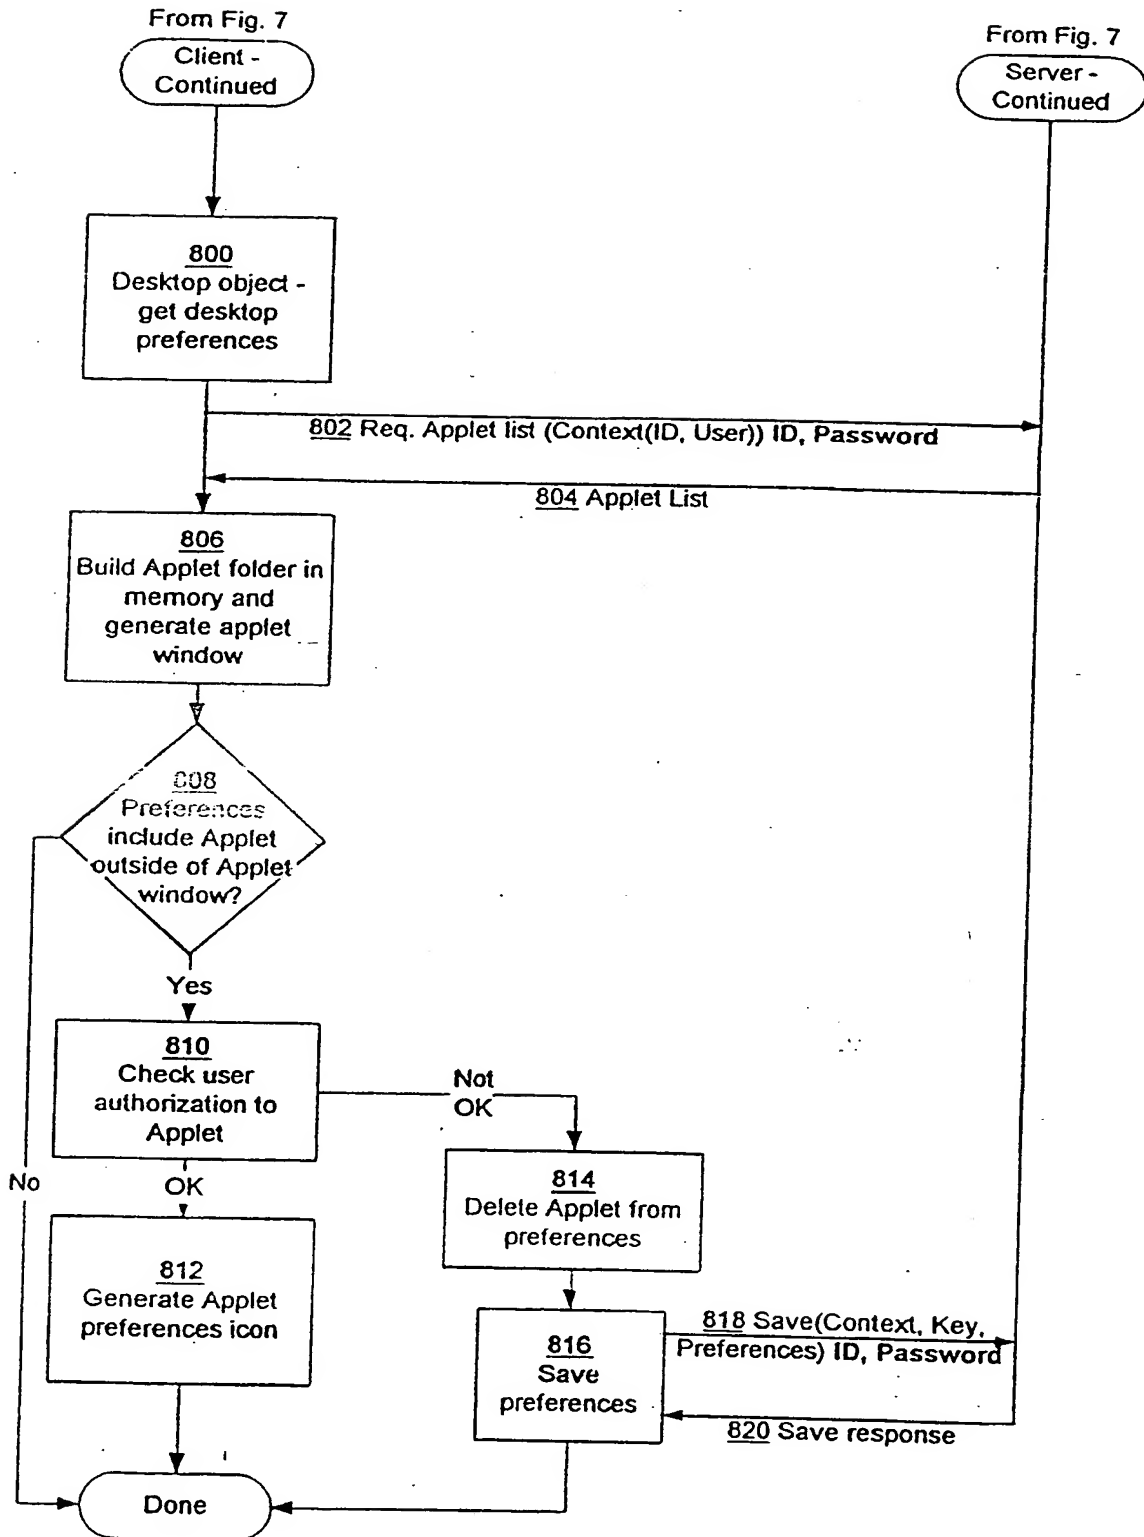 From Fig. 7
Client -
Continued
From Fig. 7
Server -
Continued
800
Desktop object -
get desktop
preferences
802 Req. Applet list (Context(ID, User)) ID, Password
804 Applet List
806
Build Applet folder in
memory and
generate applet
window
808
Preferences
include Applet
outside of Applet
window?
Yes
No
810
Check user
authorization to
Applet
Not
OK
OK
814
Delete Applet from
preferences
812
Generate Applet
preferences icon
816
Save
preferences
818 Save(Context, Key,
Preferences) ID, Password
820 Save response
Done